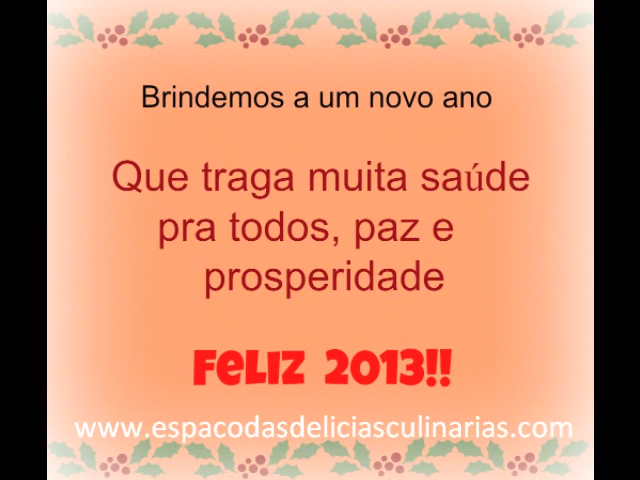 Brindemos a um novo ano
Que traga muita saúde
pra todos, paz e
prosperidade
FELIZ 2013!!
www.espacodasdeliciasculinarias.com